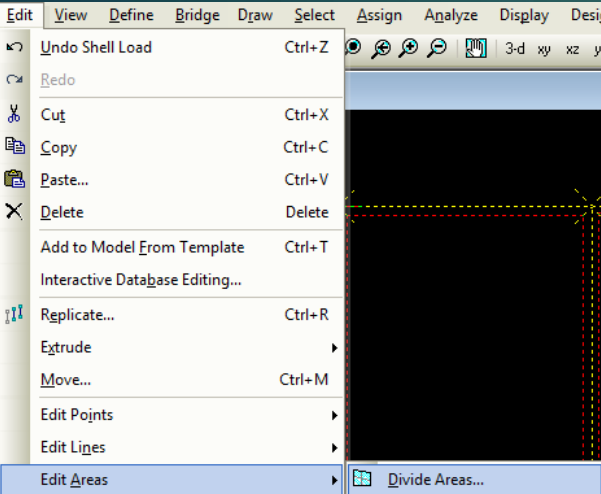 Edit View Define Bridge Draw Select Assign Analyze Display
Undo Shell Load Ctrl+Z
3-d xy xz y
Redo
Cut Ctrl+X
Copy Ctrl+C
Paste... Ctrl+V
Delete Delete
Add to Model From Template Ctrl+T
Interactive Database Editing...
Replicate... Ctrl+R
Extrude
Move... Ctrl+M
Edit Points
Edit Lines
Edit Areas
Divide Areas...